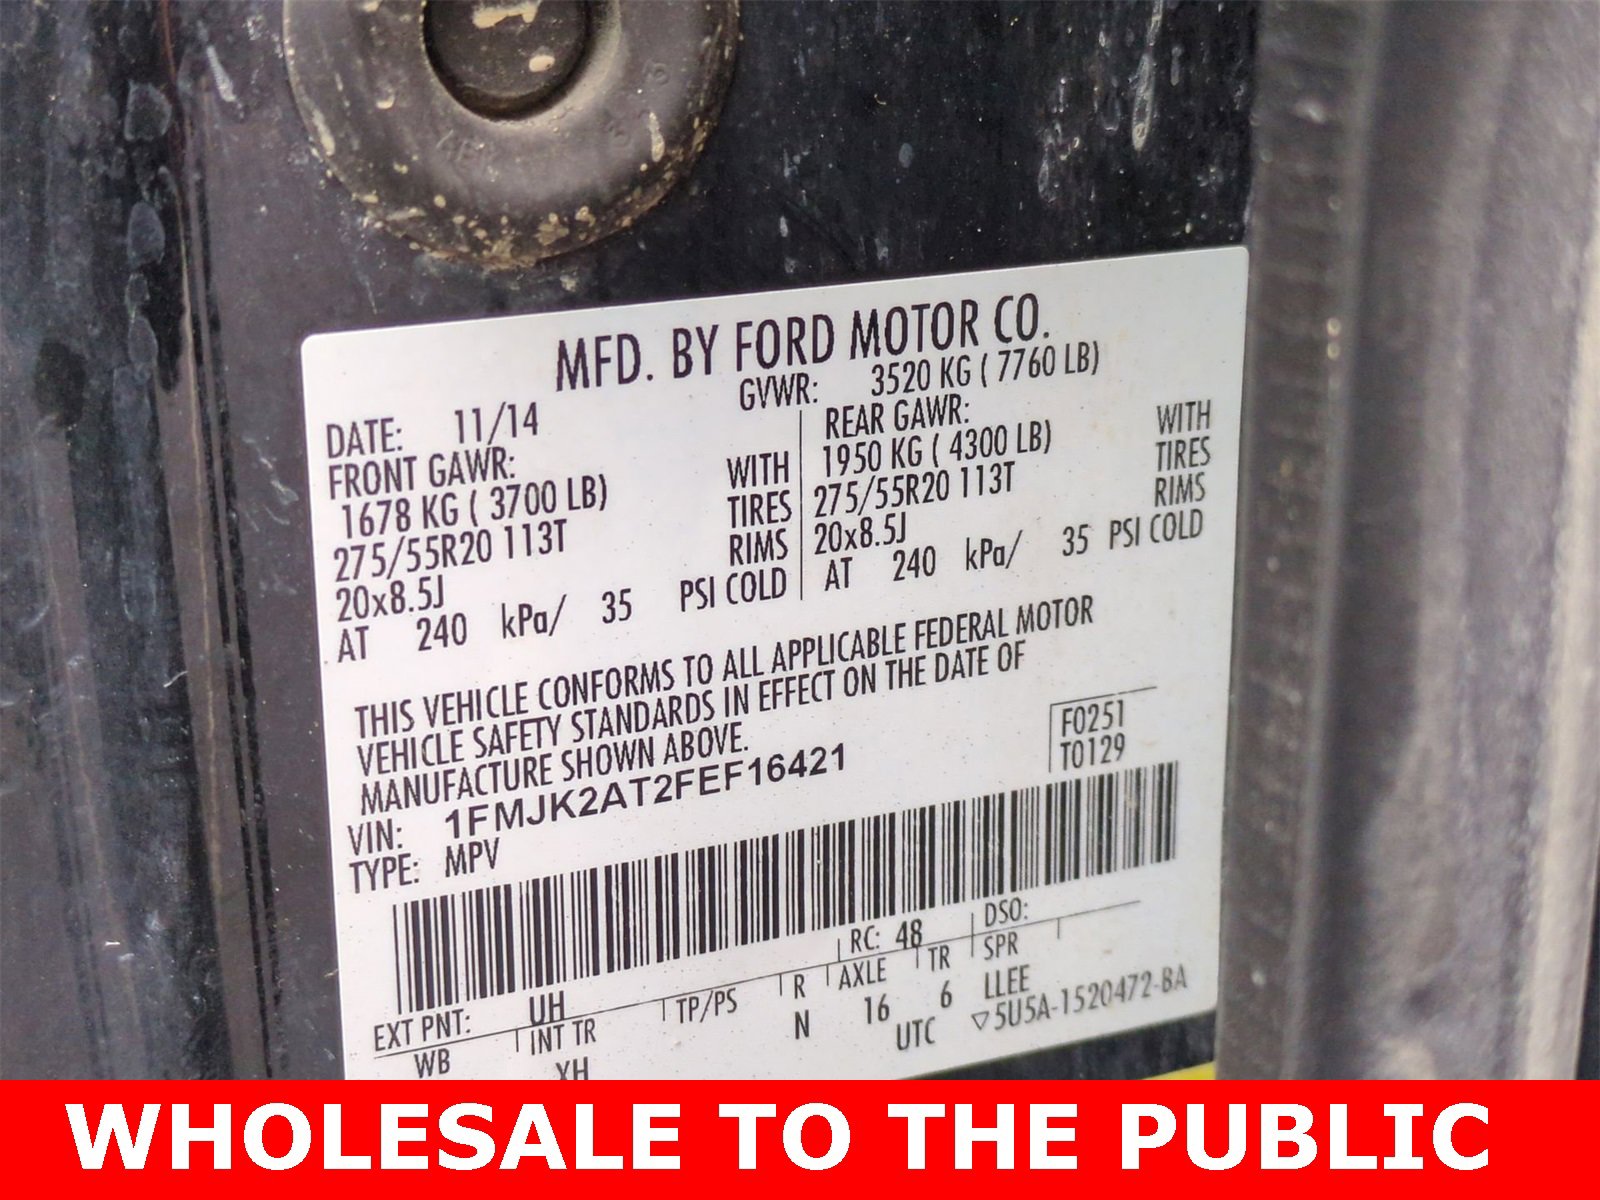 MFD. BY FORD MOTOR CO.
DATE: 11/14 GVWR: 3520 KG ( 7760 LB)
FRONT GAWR: REAR GAWR:
1678 KG ( 3700 LB) WITH 1950 KG ( 4300 LB) WITH
275/55R20 113T TIRES 275/55R20 113T TIRES
20x8.5J RIMS 20x8.5J RIMS
AT 240 kPa/ 35 PSI COLD AT 240 kPa/ 35 PSI COLD
THIS VEHICLE CONFORMS TO ALL APPLICABLE FEDERAL MOTOR
VEHICLE SAFETY STANDARDS IN EFFECT ON THE DATE OF
MANUFACTURE SHOWN ABOVE.
F0251
T0129
VIN: 1FMJK2AT2FEF16421
TYPE: MPV
EXT PNT: UH RC: 48 DSO:
WB INT TR TP/PS R AXLE TR SPR
XH N 16 6 LLEE
UTC ▽5U5A-1520472-BA
WHOLESALE TO THE PUBLIC